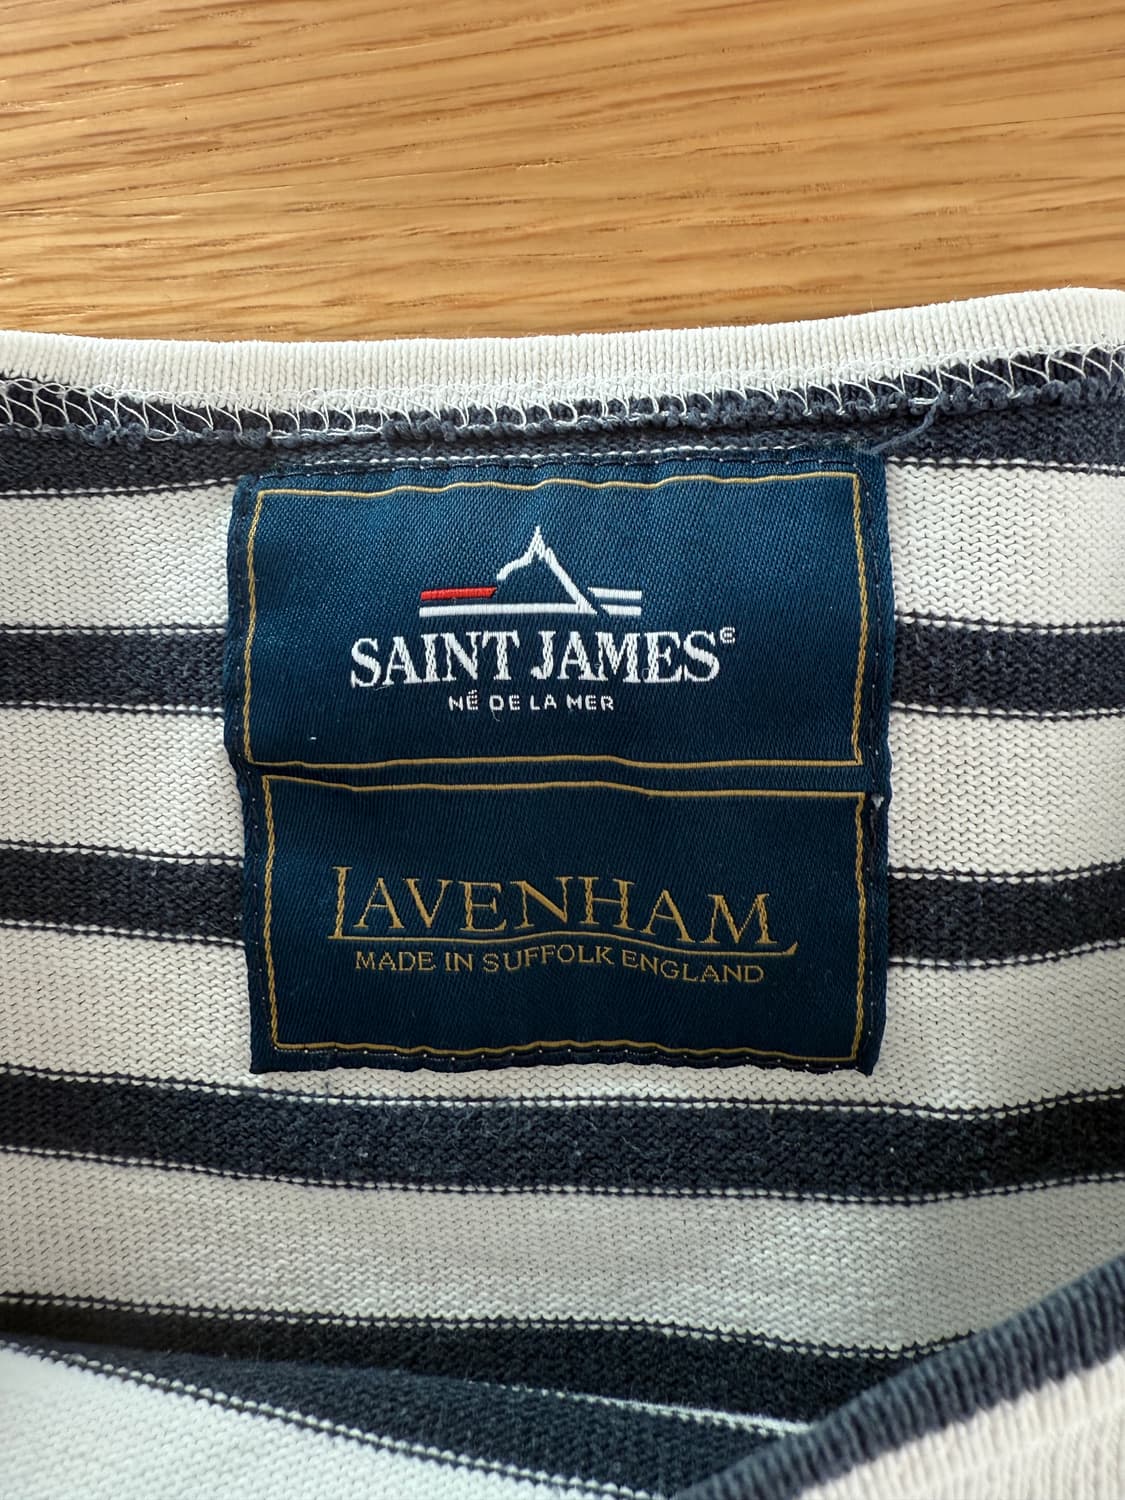 SAINT JAMES®
NÉ DE LA MER
LAVENHAM
MADE IN SUFFOLK ENGLAND